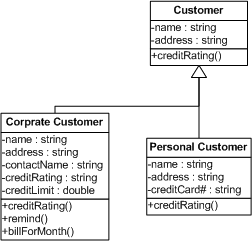 Customer
-name : string
-address : string
+creditRating()
Corprate Customer
-name : string
-address : string
-contactName : string
-creditRating : string
-creditLimit : double
+creditRating()
+remind()
+billForMonth()
Personal Customer
-name : string
-address : string
-creditCard# : string
+creditRating()